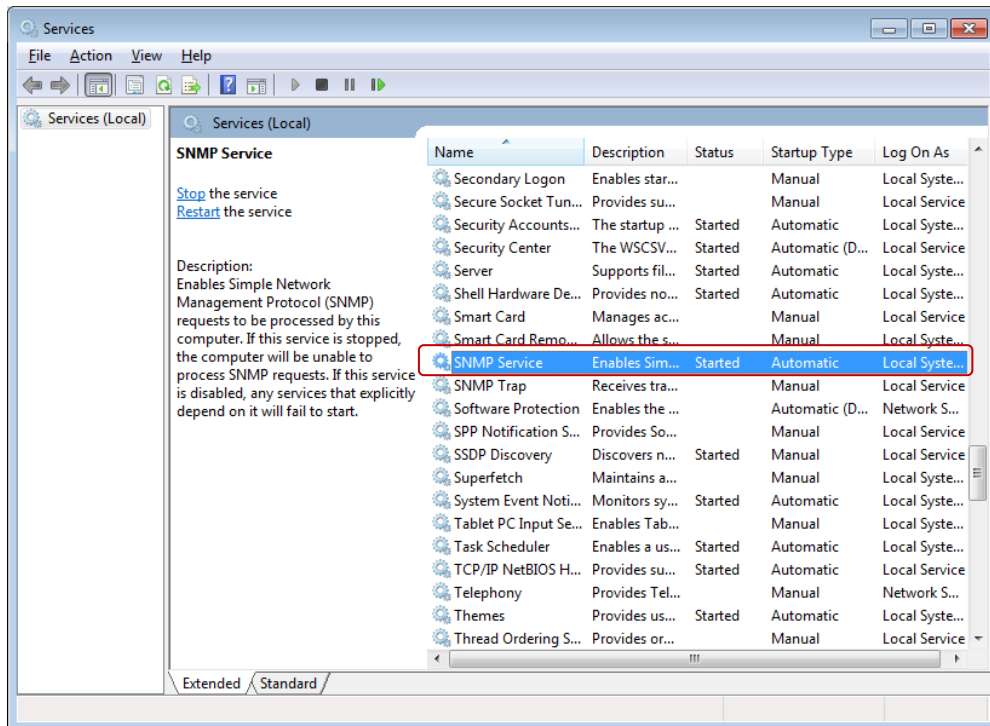 Services
File Action View Help
Services (Local)
Services (Local)
SNMP Service
Stop the service
Restart the service
Description:
Enables Simple Network
Management Protocol (SNMP)
requests to be processed by this
computer. If this service is stopped,
the computer will be unable to
process SNMP requests. If this service
is disabled, any services that explicitly
depend on it will fail to start.
Name Description Status Startup Type Log On As
Secondary Logon Enables star... Manual Local Syste...
Secure Socket Tun... Provides su... Manual Local Service
Security Accounts... The startup ... Started Automatic Local Syste...
Security Center The WSCSV... Started Automatic (D... Local Service
Server Supports fil... Started Automatic Local Syste...
Shell Hardware De... Provides no... Started Automatic Local Syste...
Smart Card Manages ac... Manual Local Service
Smart Card Remo... Allows the s... Manual Local Syste...
SNMP Service Enables Sim... Started Automatic Local Syste...
SNMP Trap Receives tra... Manual Local Service
Software Protection Enables the ... Automatic (D... Network S...
SPP Notification S... Provides So... Manual Local Service
SSDP Discovery Discovers n... Started Manual Local Service
Superfetch Maintains a... Manual Local Syste...
System Event Noti... Monitors sy... Started Automatic Local Syste...
Tablet PC Input Se... Enables Tab... Manual Local Syste...
Task Scheduler Enables a us... Started Automatic Local Syste...
TCP/IP NetBIOS H... Provides su... Started Automatic Local Service
Telephony Provides Tel... Manual Network S...
Themes Provides us... Started Automatic Local Syste...
Thread Ordering S... Provides or... Manual Local Service
Extended Standard